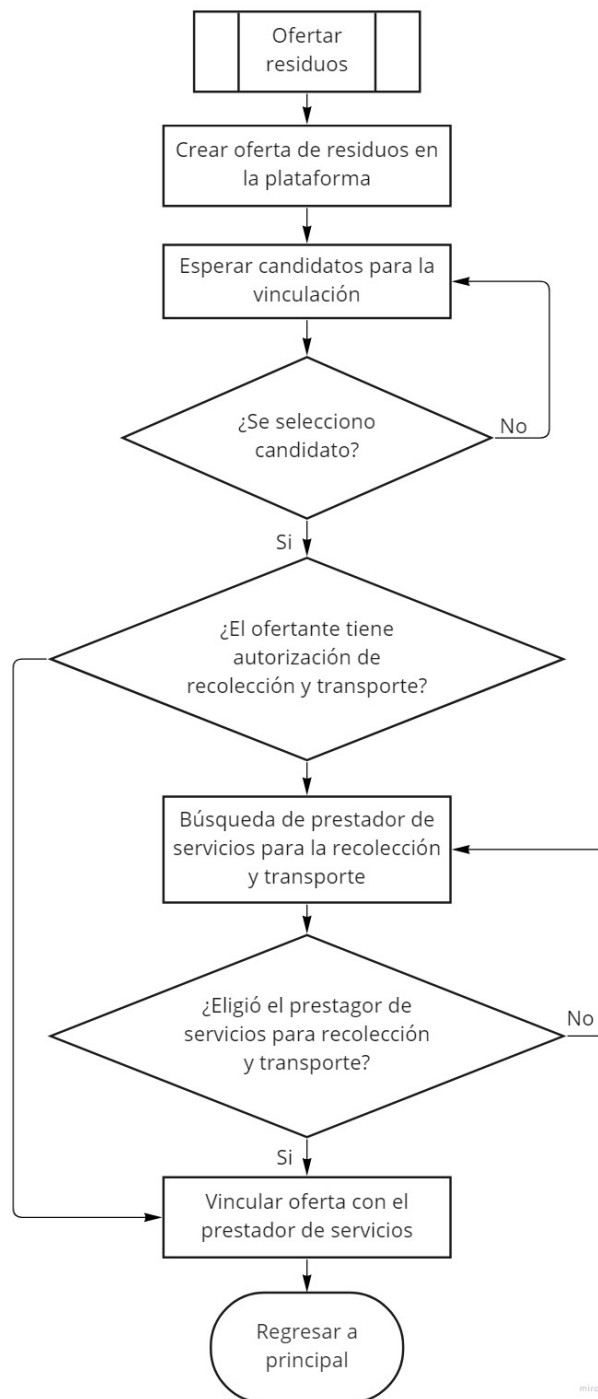 Ofertar
residuos
Crear oferta de residuos en
la plataforma
Esperar candidatos para la
vinculación
¿Se selecciono
candidato?
No
Si
¿El ofertante tiene
autorización de
recolección y transporte?
Búsqueda de prestador de
servicios para la recolección
y transporte
¿Eligió el prestagor de
servicios para recolección
y transporte?
No
Si
Vincular oferta con el
prestador de servicios
Regresar a
principal
miro